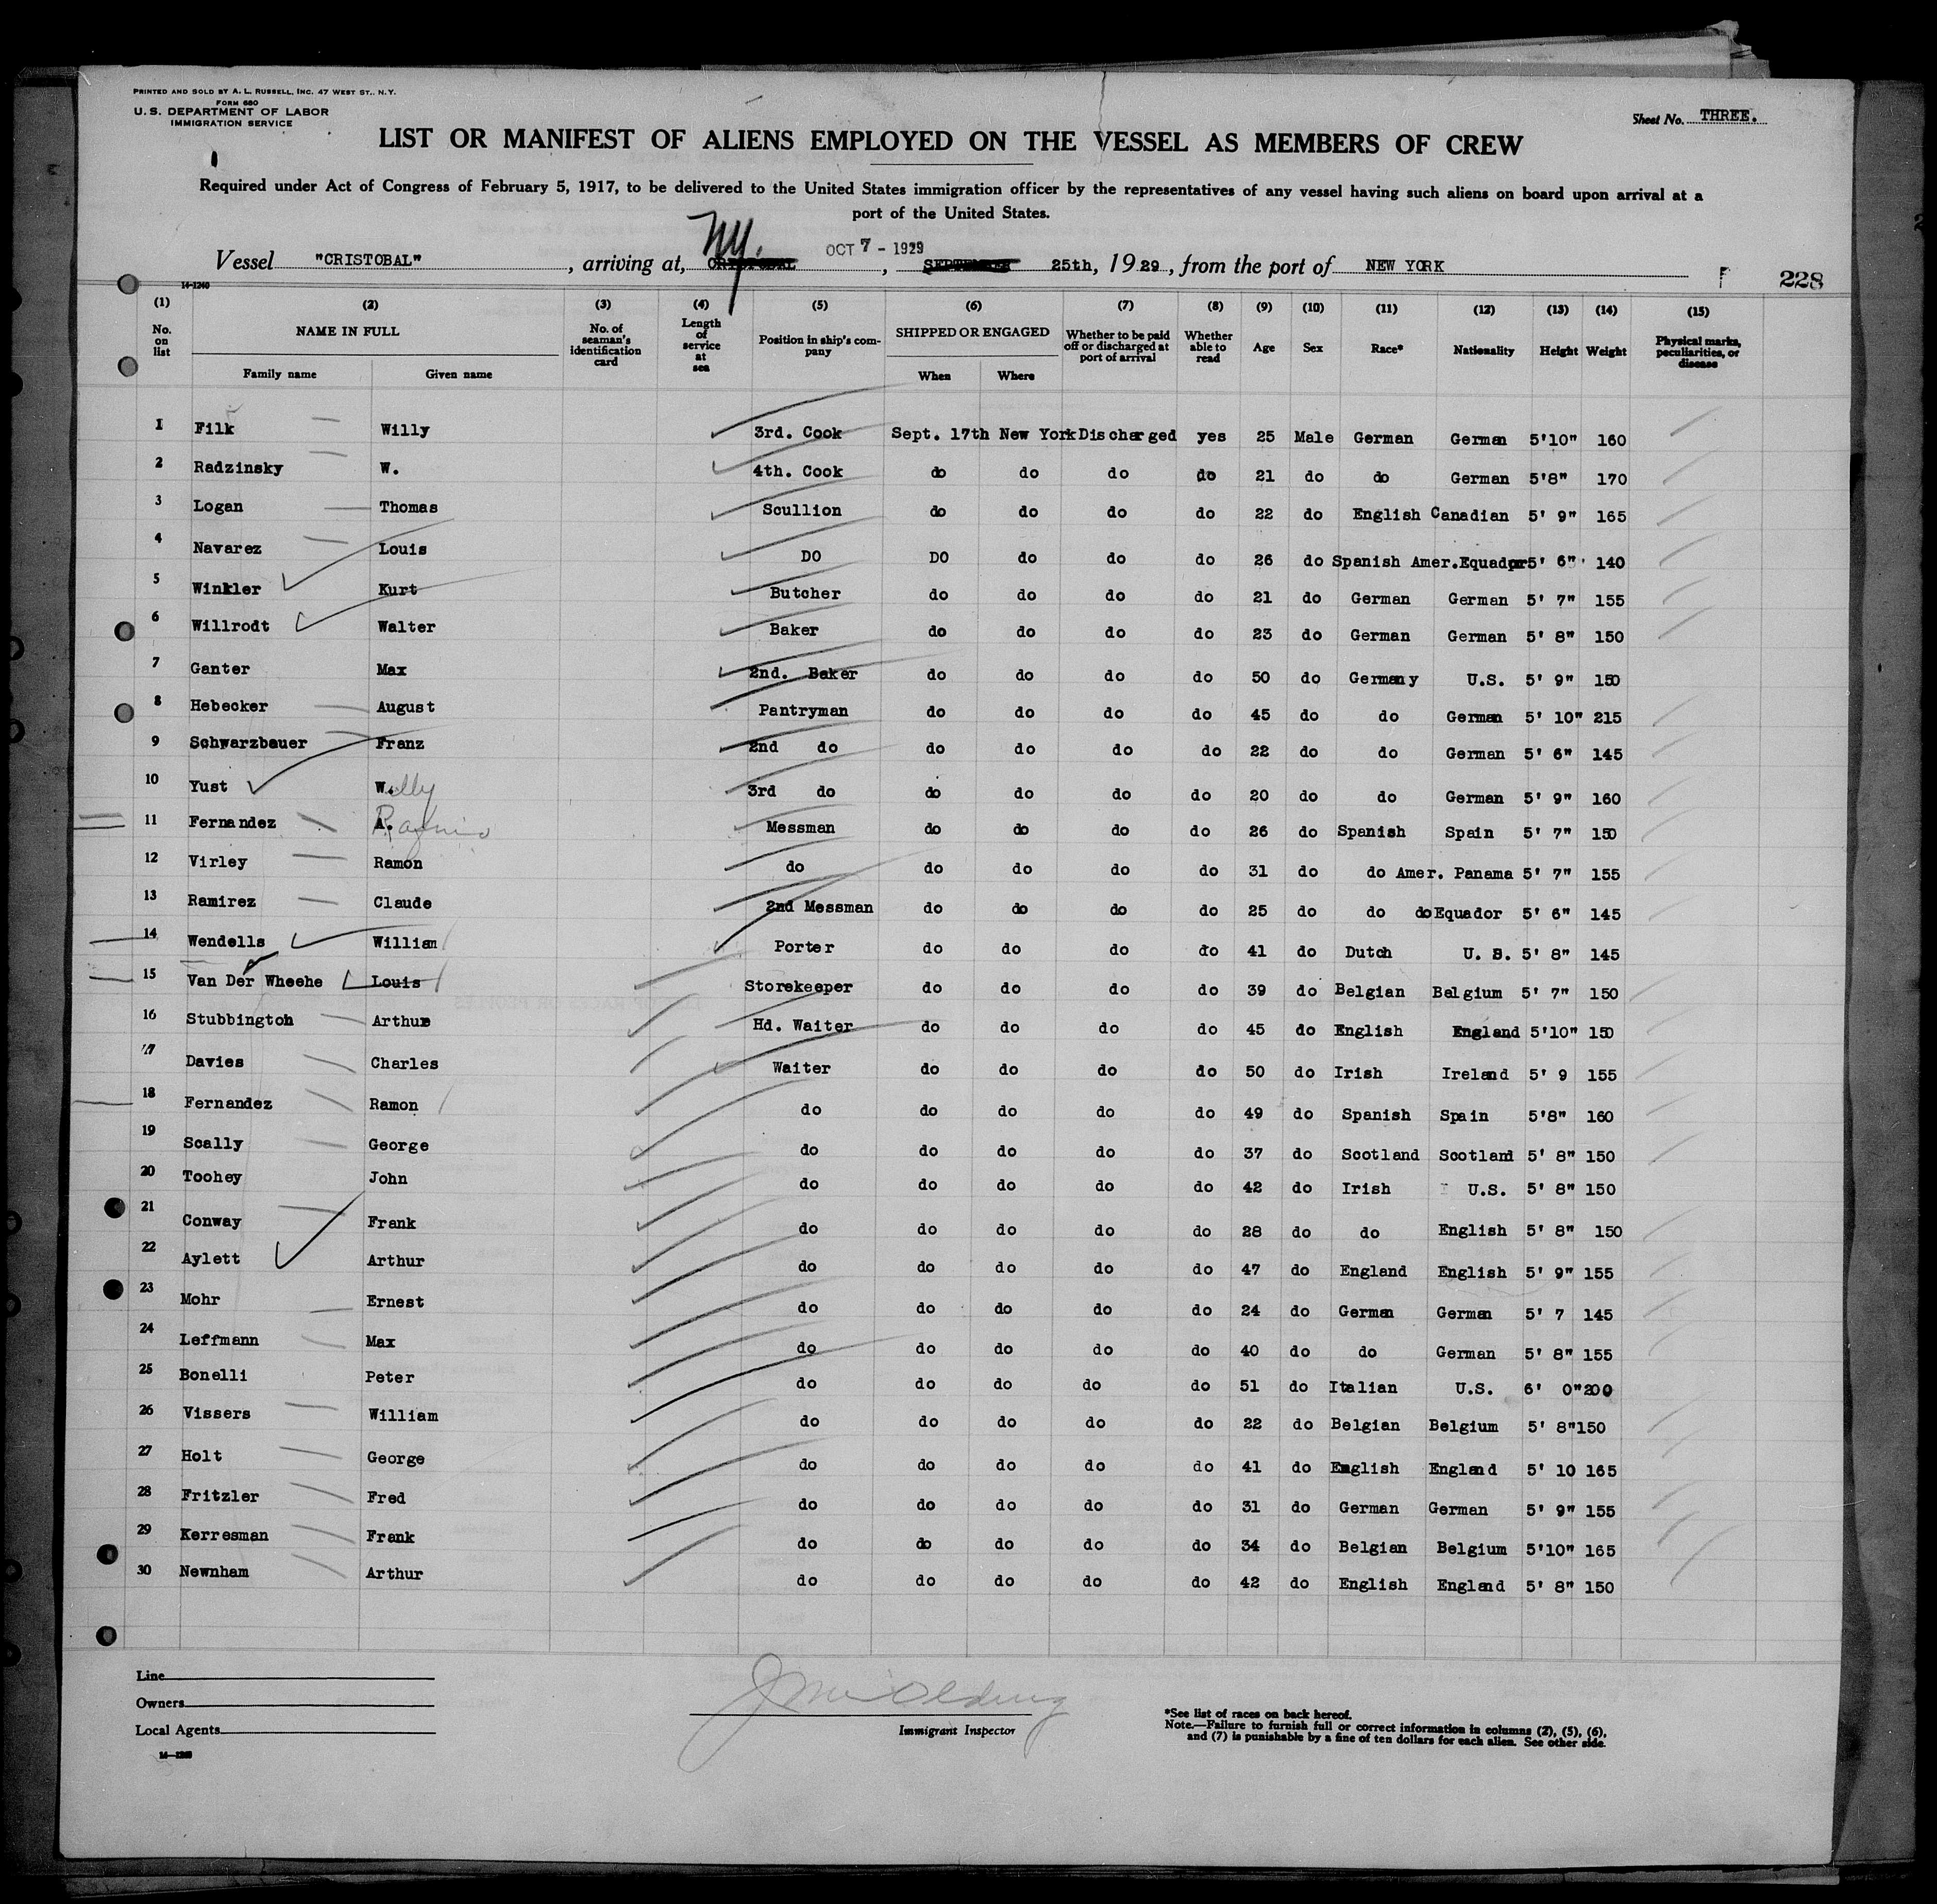 PRINTED AND SOLD BY A. L. RUSSELL, INC. 47 WEST ST., N.Y.
FORM 680
U. S. DEPARTMENT OF LABOR
IMMIGRATION SERVICE
Sheet No. THREE.
LIST OR MANIFEST OF ALIENS EMPLOYED ON THE VESSEL AS MEMBERS OF CREW
Required under Act of Congress of February 5, 1917, to be delivered to the United States immigration officer by the representatives of any vessel having such aliens on board upon arrival at a
port of the United States.
Vessel "CRISTOBAL" , arriving at, NY. CRISTOBAL OCT 7 - 1929 , SEPTEMBER 25th, 19 29 , from the port of NEW YORK
228
14-1240
(1) (2) (3) (4) (5) (6) (7) (8) (9) (10) (11) (12) (13) (14) (15)
No. on list NAME IN FULL Family name Given name No. of seaman's identification card Length of service at sea Position in ship's company SHIPPED OR ENGAGED When Where Whether to be paid off or discharged at port of arrival Whether able to read Age Sex Race* Nationality Height Weight Physical marks, peculiarities, or disease
1 Filk Willy 3rd. Cook Sept. 17th New York Discharged yes 25 Male German German 5'10" 160
2 Radzinsky W. 4th. Cook do do do do 21 do do German 5'8" 170
3 Logan Thomas Scullion do do do do 22 do English Canadian 5' 9" 165
4 Navarez Louis DO DO do do do 26 do Spanish Amer. Equador 5' 6" 140
5 Winkler Kurt Butcher do do do do 21 do German German 5' 7" 155
6 Willrodt Walter Baker do do do do 23 do German German 5' 8" 150
7 Ganter Max 2nd. Baker do do do do 50 do Germany U.S. 5' 9" 150
8 Hebecker August Pantryman do do do do 45 do do German 5' 10" 215
9 Schwarzbauer Franz 2nd do do do do do 22 do do German 5' 6" 145
10 Yust W. illy 3rd do do do do do 20 do do German 5' 9" 160
11 Fernandez A. Messman do do do do 26 do Spanish Spain 5' 7" 150
12 Virley Ramon do do do do do 31 do do Amer. Panama 5' 7" 155
13 Ramirez Claude 2nd Messman do do do do 25 do do do Equador 5' 6" 145
14 Wendells William Porter do do do do 41 do Dutch U. S. 5' 8" 145
15 Van Der Wheehe Louis Storekeeper do do do do 39 do Belgian Belgium 5' 7" 150
16 Stubbington Arthur Hd. Waiter do do do do 45 do English England 5'10" 150
17 Davies Charles Waiter do do do do 50 do Irish Ireland 5' 9 155
18 Fernandez Ramon do do do do do 49 do Spanish Spain 5'8" 160
19 Scally George do do do do do 37 do Scotland Scotland 5' 8" 150
20 Toohey John do do do do do 42 do Irish U.S. 5' 8" 150
21 Conway Frank do do do do do 28 do do English 5' 8" 150
22 Aylett Arthur do do do do do 47 do England English 5' 9" 155
23 Mohr Ernest do do do do do 24 do German German 5' 7 145
24 Leffmann Max do do do do do 40 do do German 5' 8" 155
25 Bonelli Peter do do do do do 51 do Italian U.S. 6' 0" 200
26 Vissers William do do do do do 22 do Belgian Belgium 5' 8" 150
27 Holt George do do do do do 41 do English England 5' 10 165
28 Fritzler Fred do do do do do 31 do German German 5' 9" 155
29 Kerresman Frank do do do do do 34 do Belgian Belgium 5'10" 165
30 Newnham Arthur do do do do do 42 do English England 5' 8" 150
Line
Owners
Local Agents
Immigrant Inspector
*See list of races on back hereof.
Note.—Failure to furnish full or correct information in columns (2), (5), (6),
and (7) is punishable by a fine of ten dollars for each alien. See other side.